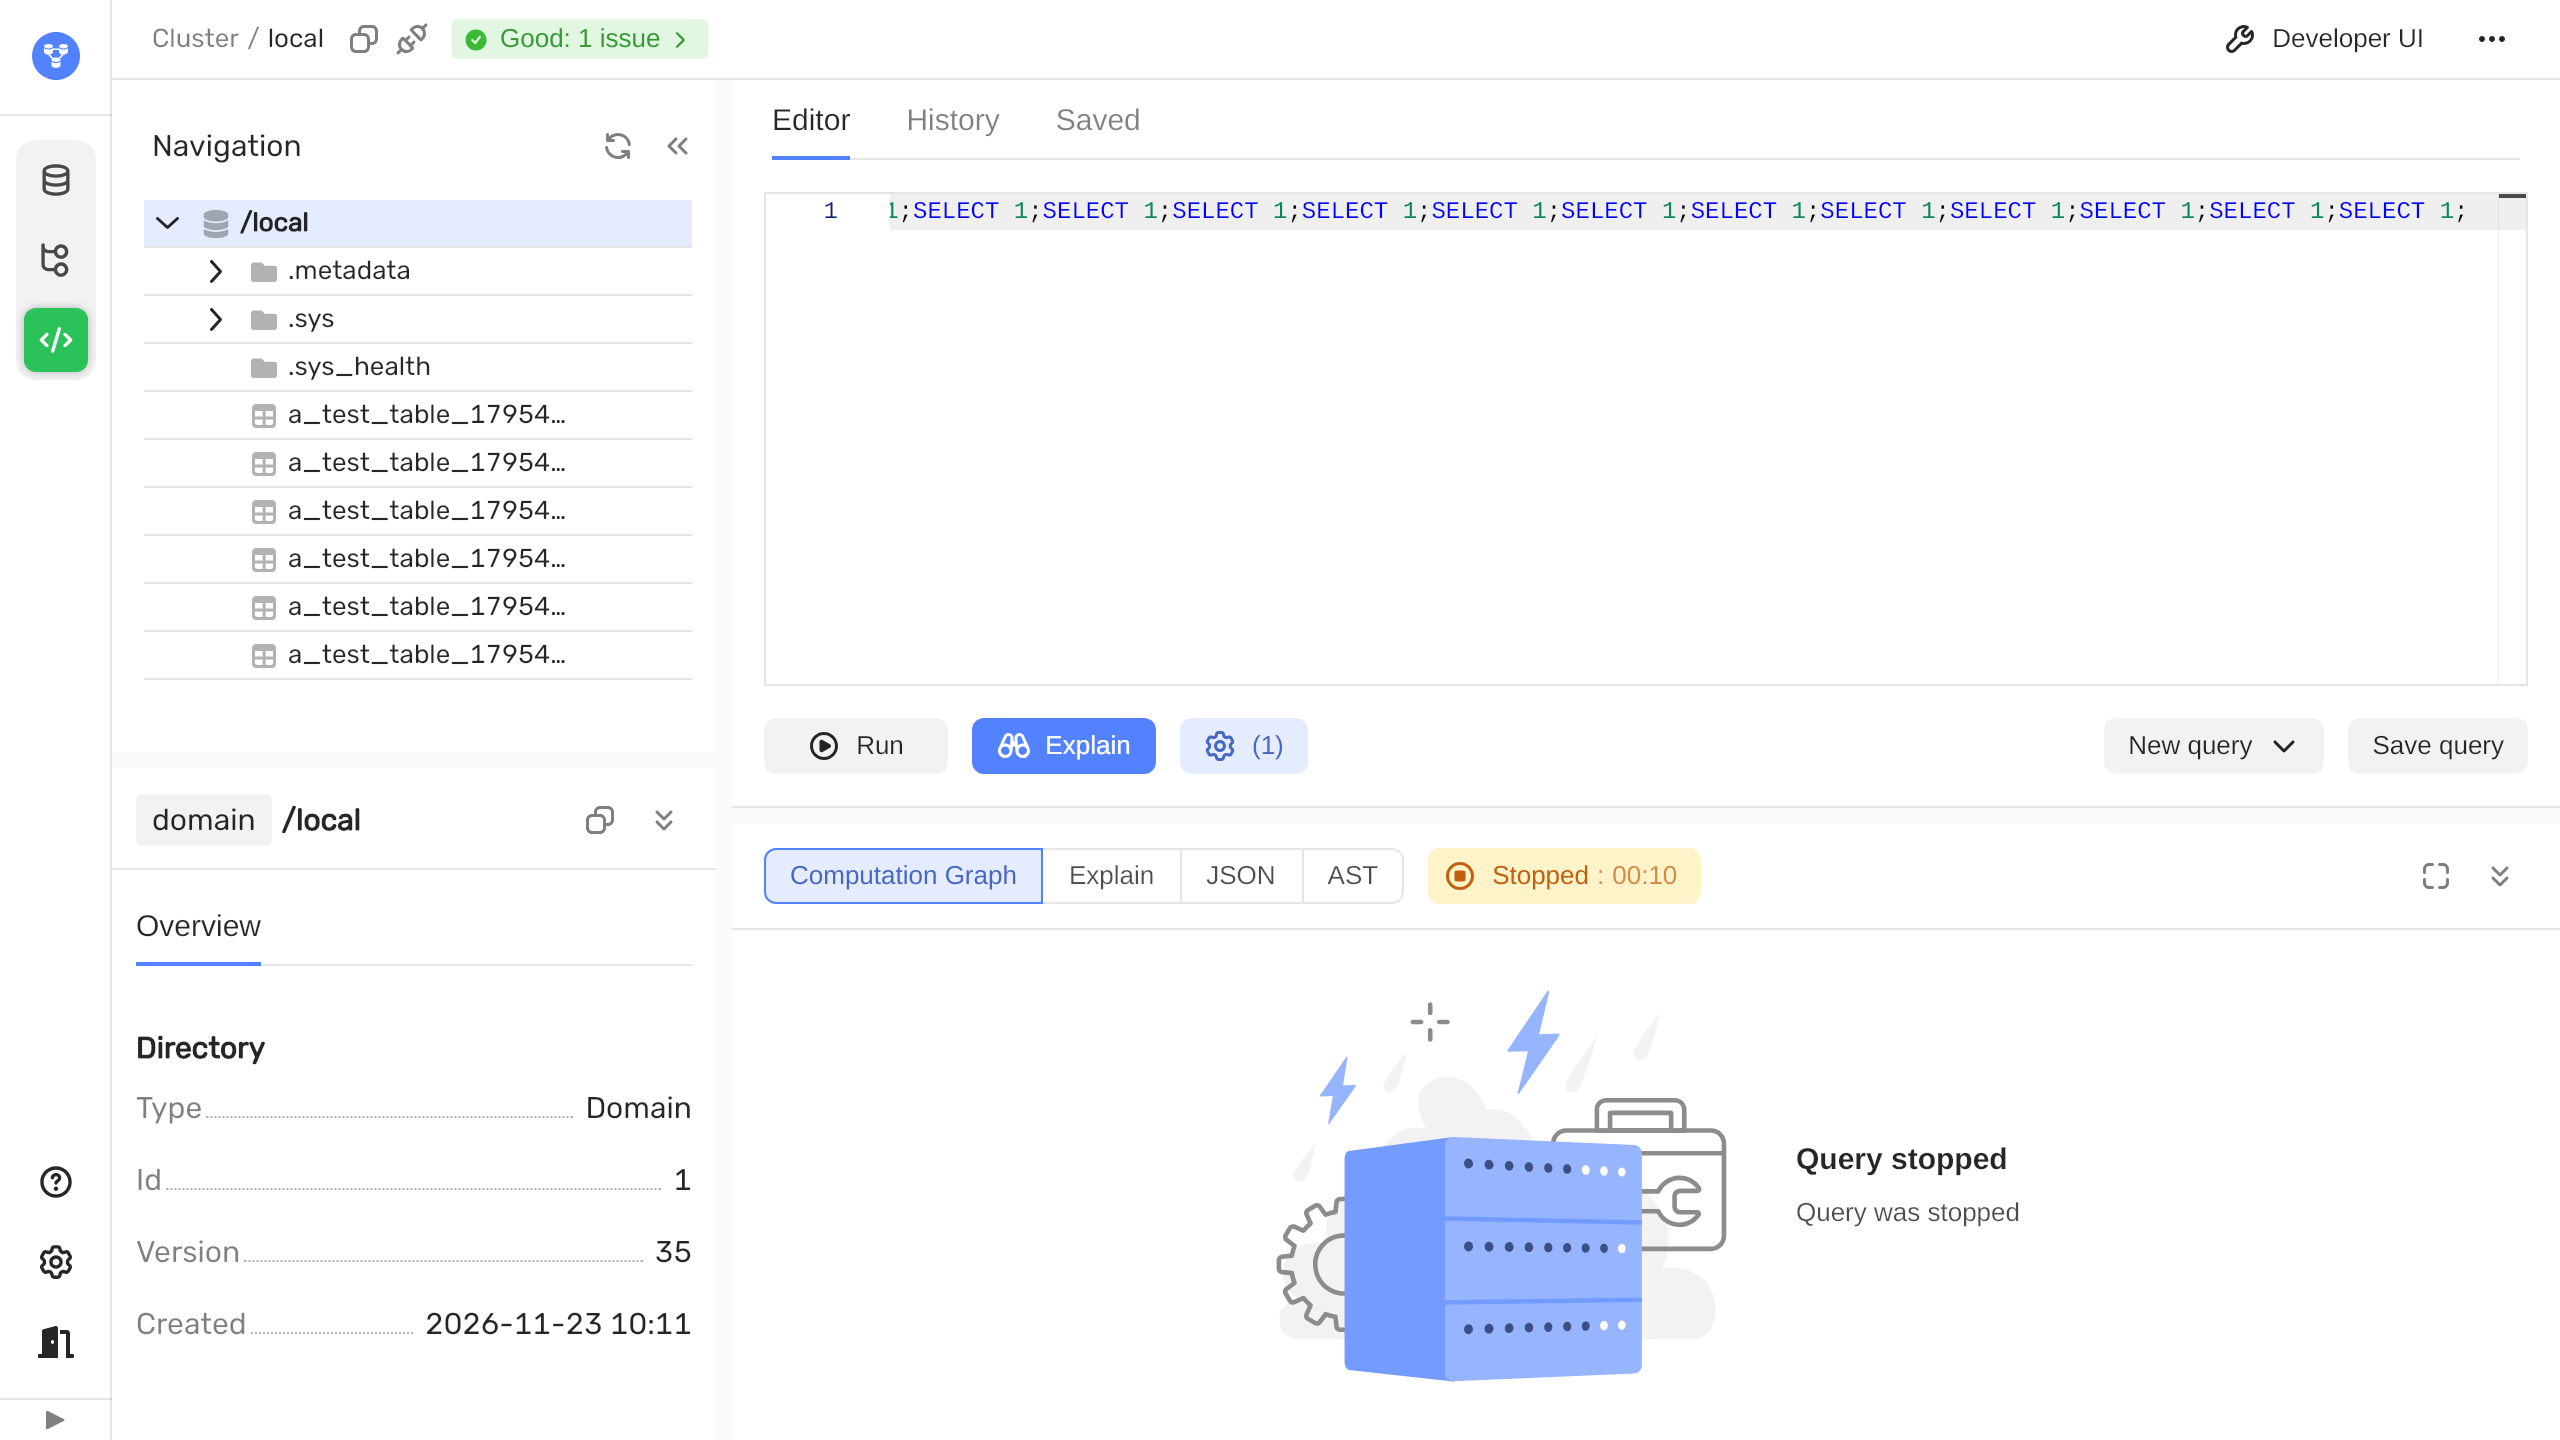 Cluster / local
Good: 1 issue
Developer UI
Navigation
/local
.metadata
.sys
.sys_health
a_test_table_17954…
a_test_table_17954…
a_test_table_17954…
a_test_table_17954…
a_test_table_17954…
a_test_table_17954…
domain /local
Overview
Directory
Type Domain
Id 1
Version 35
Created 2026-11-23 10:11
Editor History Saved
1 1;SELECT 1;SELECT 1;SELECT 1;SELECT 1;SELECT 1;SELECT 1;SELECT 1;SELECT 1;SELECT 1;SELECT 1;SELECT 1;SELECT 1;
Run Explain (1) New query Save query
Computation Graph Explain JSON AST Stopped : 00:10
Query stopped
Query was stopped